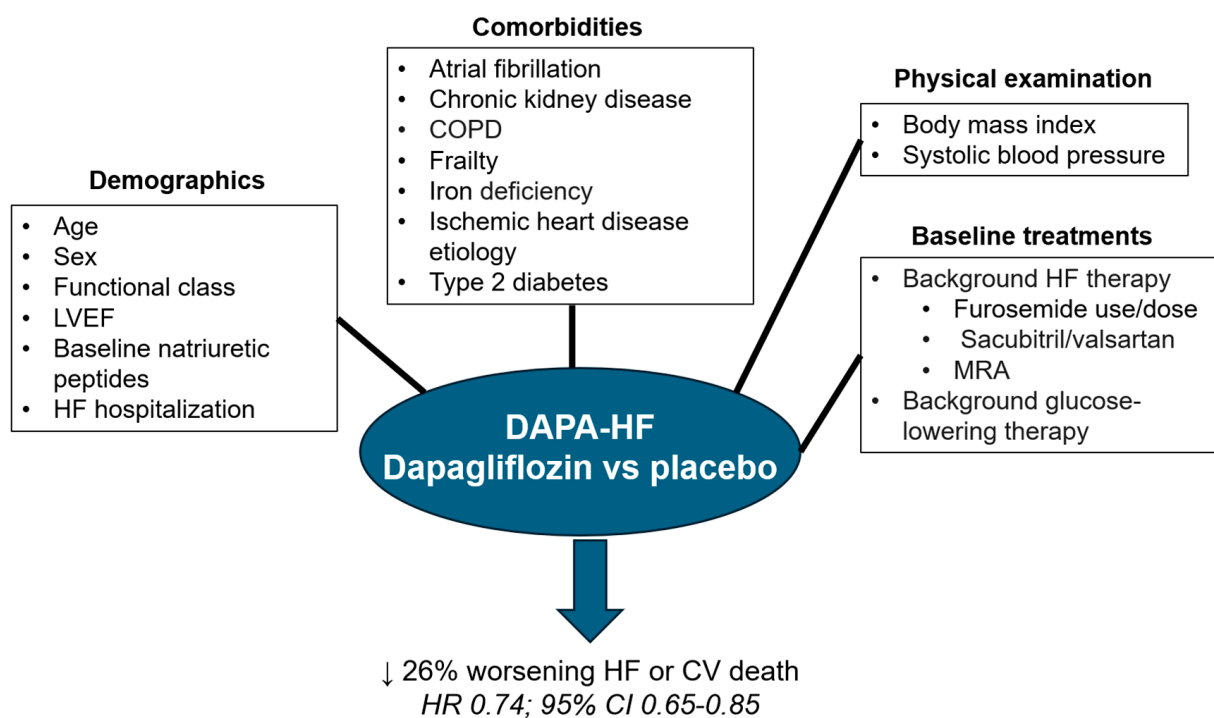 Comorbidities
• Atrial fibrillation
• Chronic kidney disease
• COPD
• Frailty
• Iron deficiency
• Ischemic heart disease
etiology
• Type 2 diabetes
Physical examination
• Body mass index
• Systolic blood pressure
Demographics
• Age
• Sex
• Functional class
• LVEF
• Baseline natriuretic
peptides
• HF hospitalization
Baseline treatments
• Background HF therapy
• Furosemide use/dose
• Sacubitril/valsartan
• MRA
• Background glucose-
lowering therapy
DAPA-HF
Dapagliflozin vs placebo
↓ 26% worsening HF or CV death
HR 0.74; 95% CI 0.65-0.85